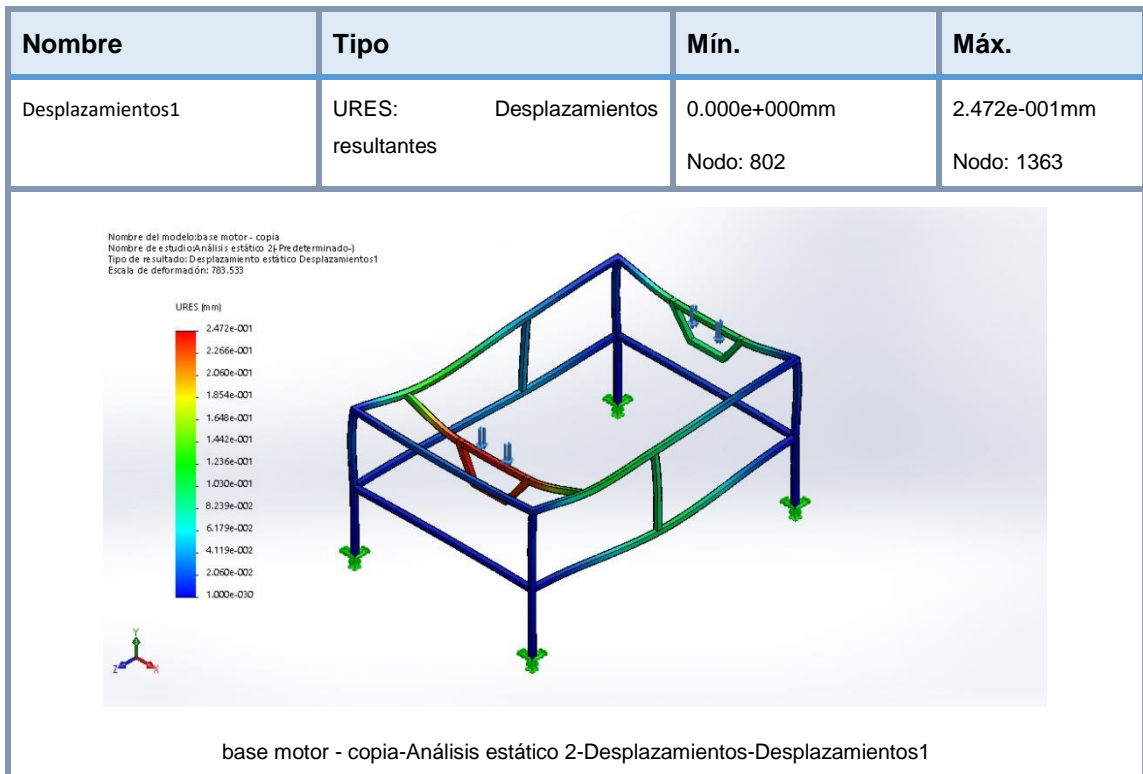 Nombre
Tipo
Mín.
Máx.
Desplazamientos1
URES: Desplazamientos
resultantes
0.000e+000mm
Nodo: 802
2.472e-001mm
Nodo: 1363
Nombre del modelo:base motor - copia
Nombre de estudio:Análisis estático 2(-Predeterminado-)
Tipo de resultado: Desplazamiento estático Desplazamientos1
Escala de deformación: 783.533
URES (mm)
2.472e-001
2.266e-001
2.060e-001
1.854e-001
1.648e-001
1.442e-001
1.236e-001
1.030e-001
8.239e-002
6.179e-002
4.119e-002
2.060e-002
1.000e-030
Y
Z
X
base motor - copia-Análisis estático 2-Desplazamientos-Desplazamientos1